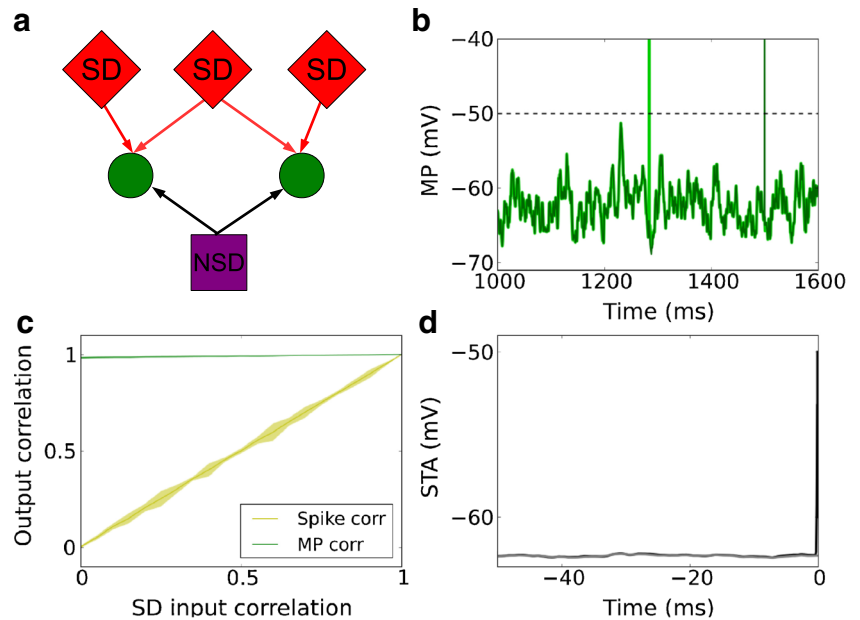 a
SD SD SD
NSD
b
MP (mV)
−40
−50
−60
−70
1000 1200 1400 1600
Time (ms)
c
Output correlation
1
0.5
0
Spike corr
MP corr
0 0.5 1
SD input correlation
d
STA (mV)
−50
−60
−40 −20 0
Time (ms)